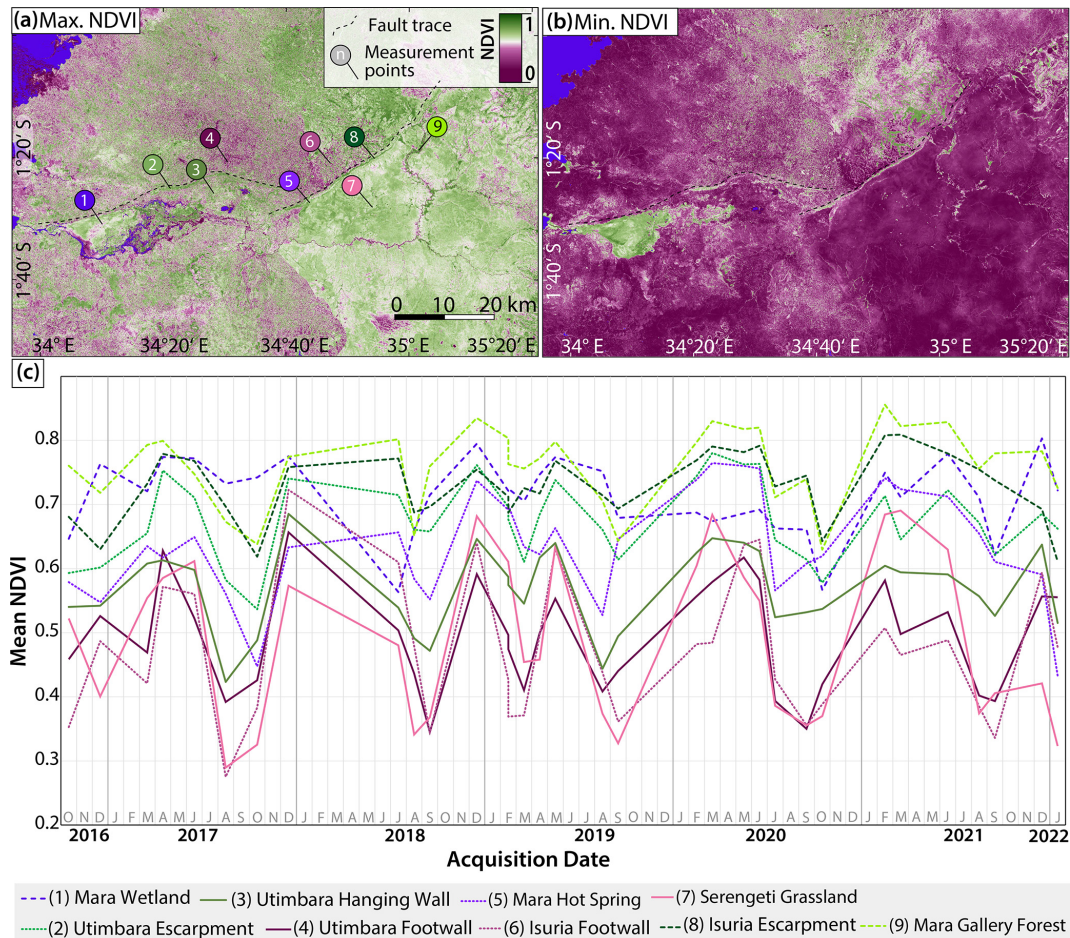 (a) Max. NDVI
Fault trace
n
Measurement
points
NDVI
1
0
1
2
3
4
5
6
7
8
9
1°20′ S
1°40′ S
0 10 20 km
34° E 34°20′ E 34°40′ E 35° E 35°20′ E
(b) Min. NDVI
1°20′ S
1°40′ S
34° E 34°20′ E 34°40′ E 35° E 35°20′ E
(c)
Mean NDVI
0.8
0.7
0.6
0.5
0.4
0.3
0.2
O N D J F M A M J J A S O N D J F M A M J J A S O N D J F M A M J J A S O N D J F M A M J J A S O N D J F M A M J J A S O N D J
2016 2017 2018 2019 2020 2021 2022
Acquisition Date
(1) Mara Wetland (3) Utimbara Hanging Wall (5) Mara Hot Spring (7) Serengeti Grassland
(2) Utimbara Escarpment (4) Utimbara Footwall (6) Isuria Footwall (8) Isuria Escarpment (9) Mara Gallery Forest